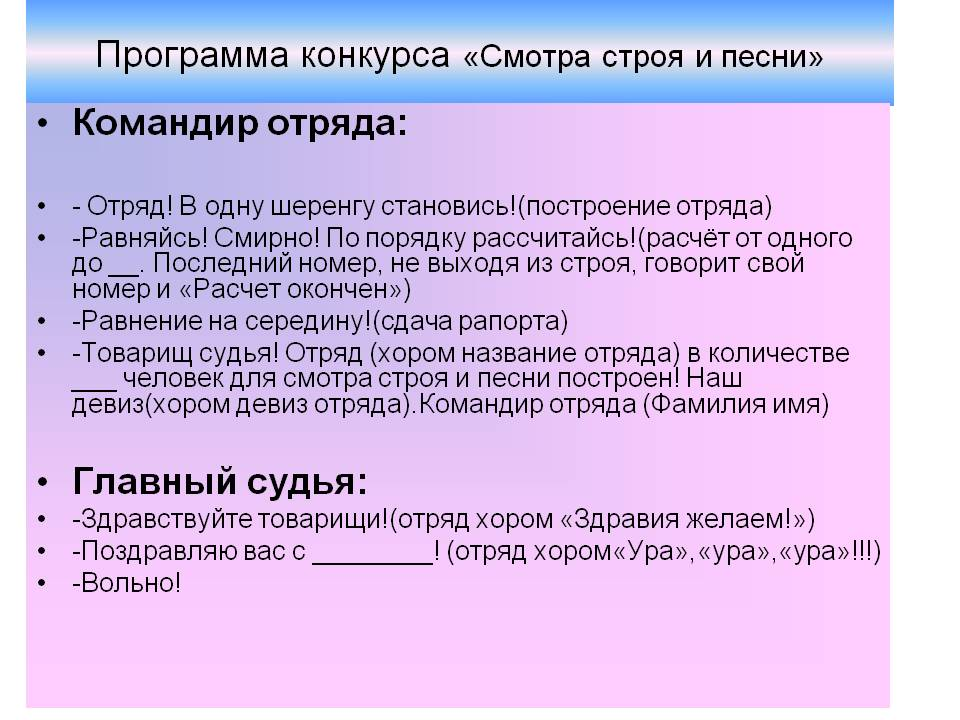 Программа конкурса «Смотра строя и песни»
• Командир отряда:
• - Отряд! В одну шеренгу становись!(построение отряда)
• -Равняйсь! Смирно! По порядку рассчитайсь!(расчёт от одного
до __. Последний номер, не выходя из строя, говорит свой
номер и «Расчет окончен»)
• -Равнение на середину!(сдача рапорта)
• -Товарищ судья! Отряд (хором название отряда) в количестве
___ человек для смотра строя и песни построен! Наш
девиз(хором девиз отряда).Командир отряда (Фамилия имя)
• Главный судья:
• -Здравствуйте товарищи!(отряд хором «Здравия желаем!»)
• -Поздравляю вас с ________! (отряд хором«Ура»,«ура»,«ура»!!!)
• -Вольно!